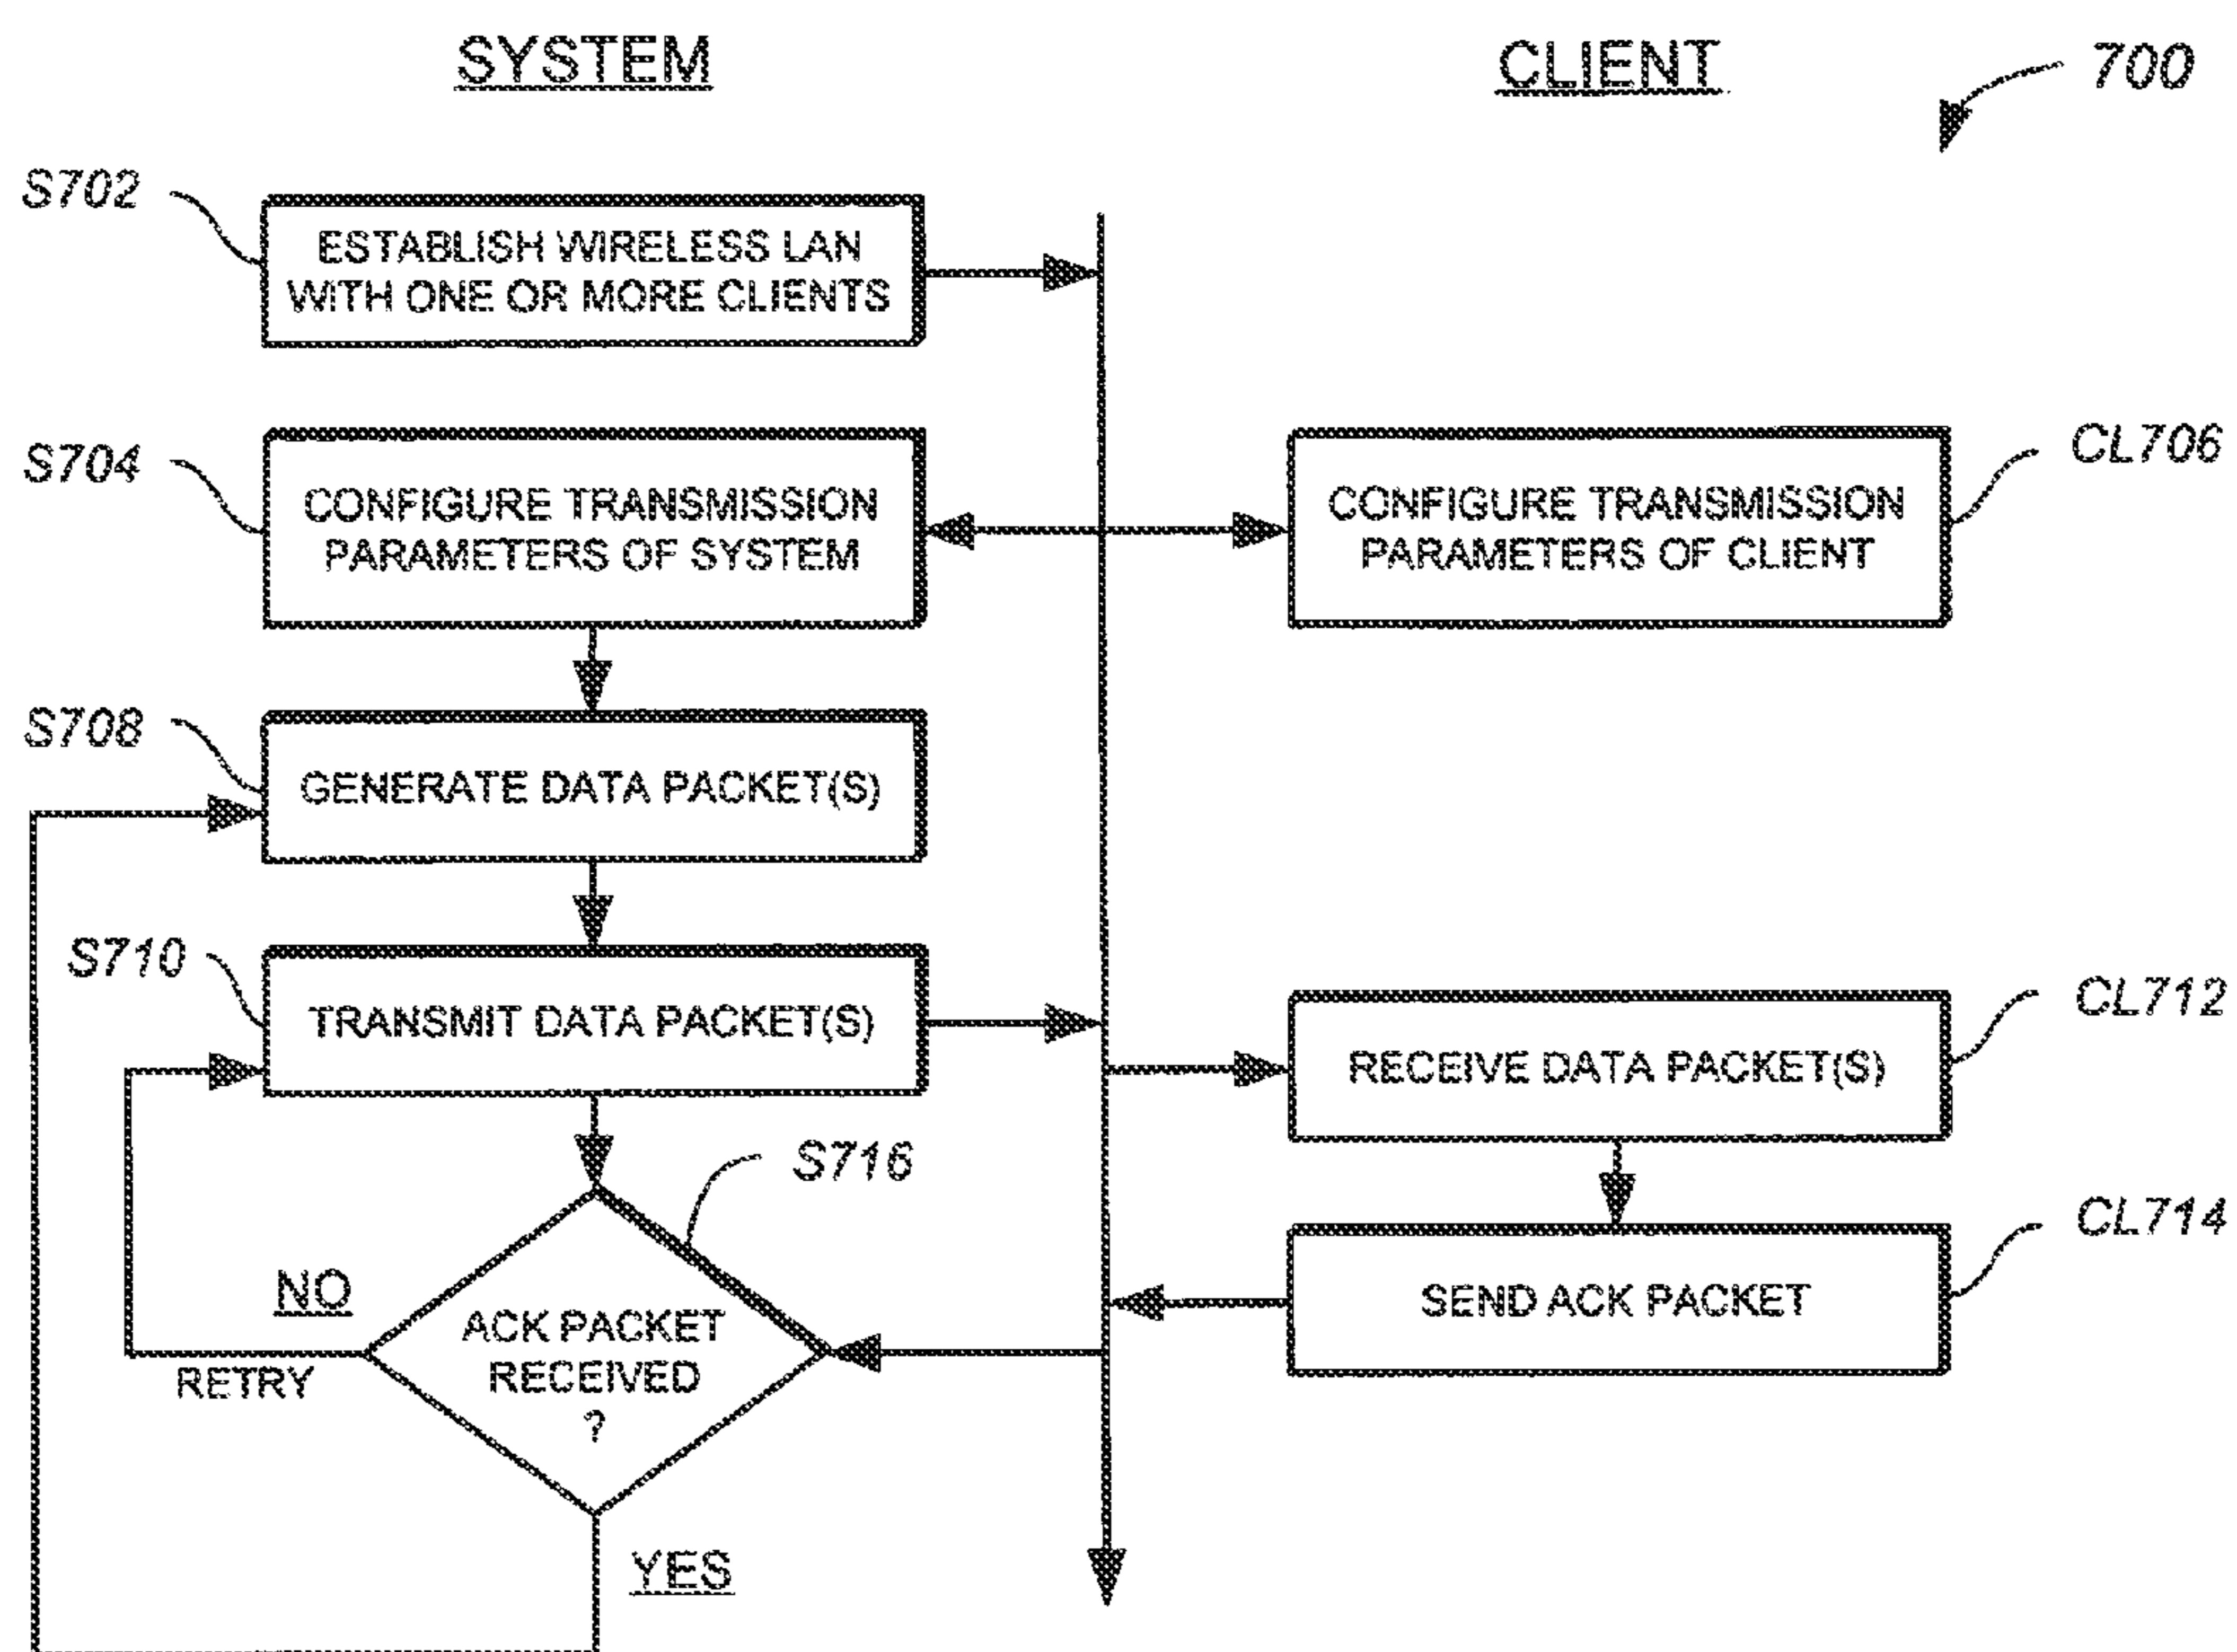 SYSTEM
CLIENT
700
S702
ESTABLISH WIRELESS LAN
WITH ONE OR MORE CLIENTS
S704
CONFIGURE TRANSMISSION
PARAMETERS OF SYSTEM
CL706
CONFIGURE TRANSMISSION
PARAMETERS OF CLIENT
S708
GENERATE DATA PACKET(S)
S710
TRANSMIT DATA PACKET(S)
CL712
RECEIVE DATA PACKET(S)
S716
CL714
SEND ACK PACKET
NO
RETRY
ACK PACKET
RECEIVED
?
YES